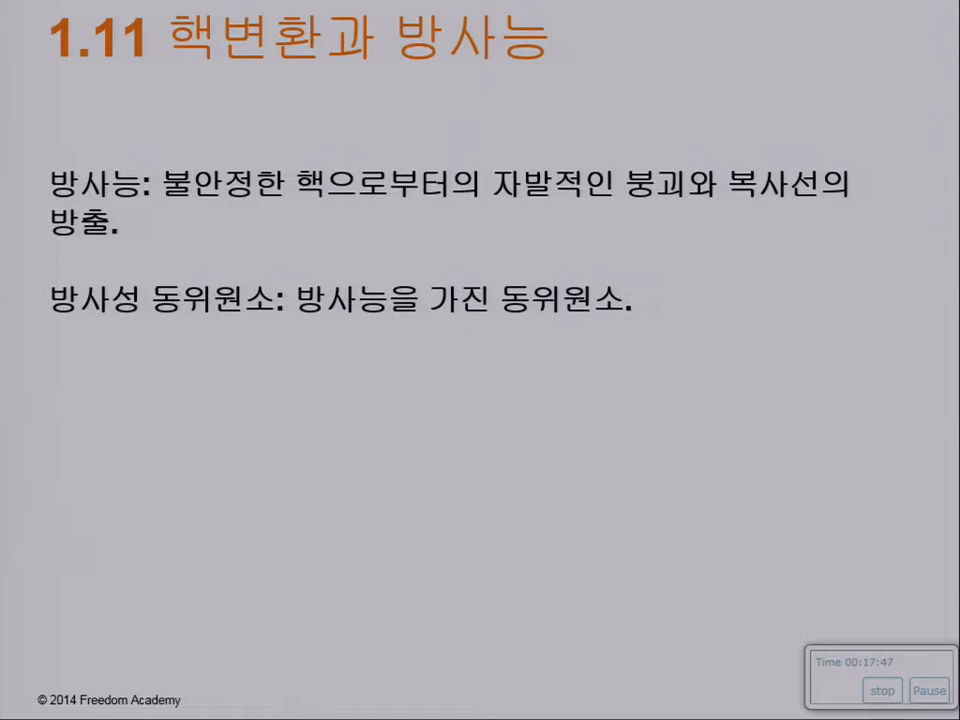 1.11 핵변환과 방사능
방사능: 불안정한 핵으로부터의 자발적인 붕괴와 복사선의
방출.
방사성 동위원소: 방사능을 가진 동위원소.
Time 00:17:47
stop Pause
© 2014 Freedom Academy